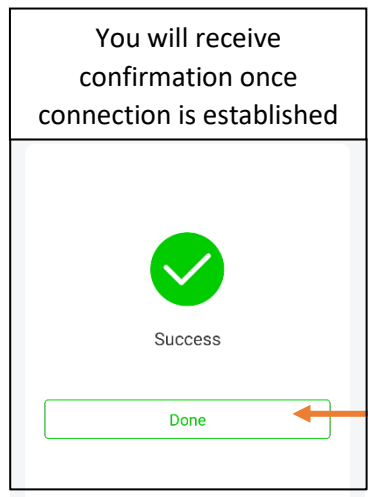 You will receive
confirmation once
connection is established
Success
Done